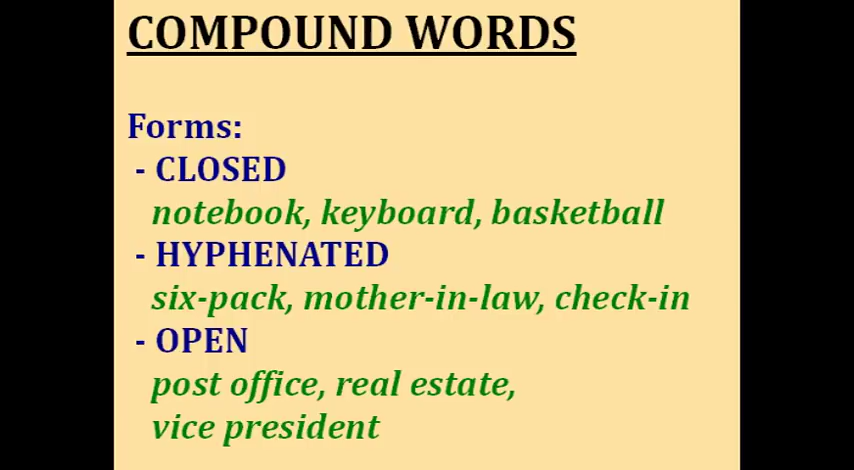 COMPOUND WORDS
Forms:
- CLOSED
notebook, keyboard, basketball
- HYPHENATED
six-pack, mother-in-law, check-in
- OPEN
post office, real estate,
vice president